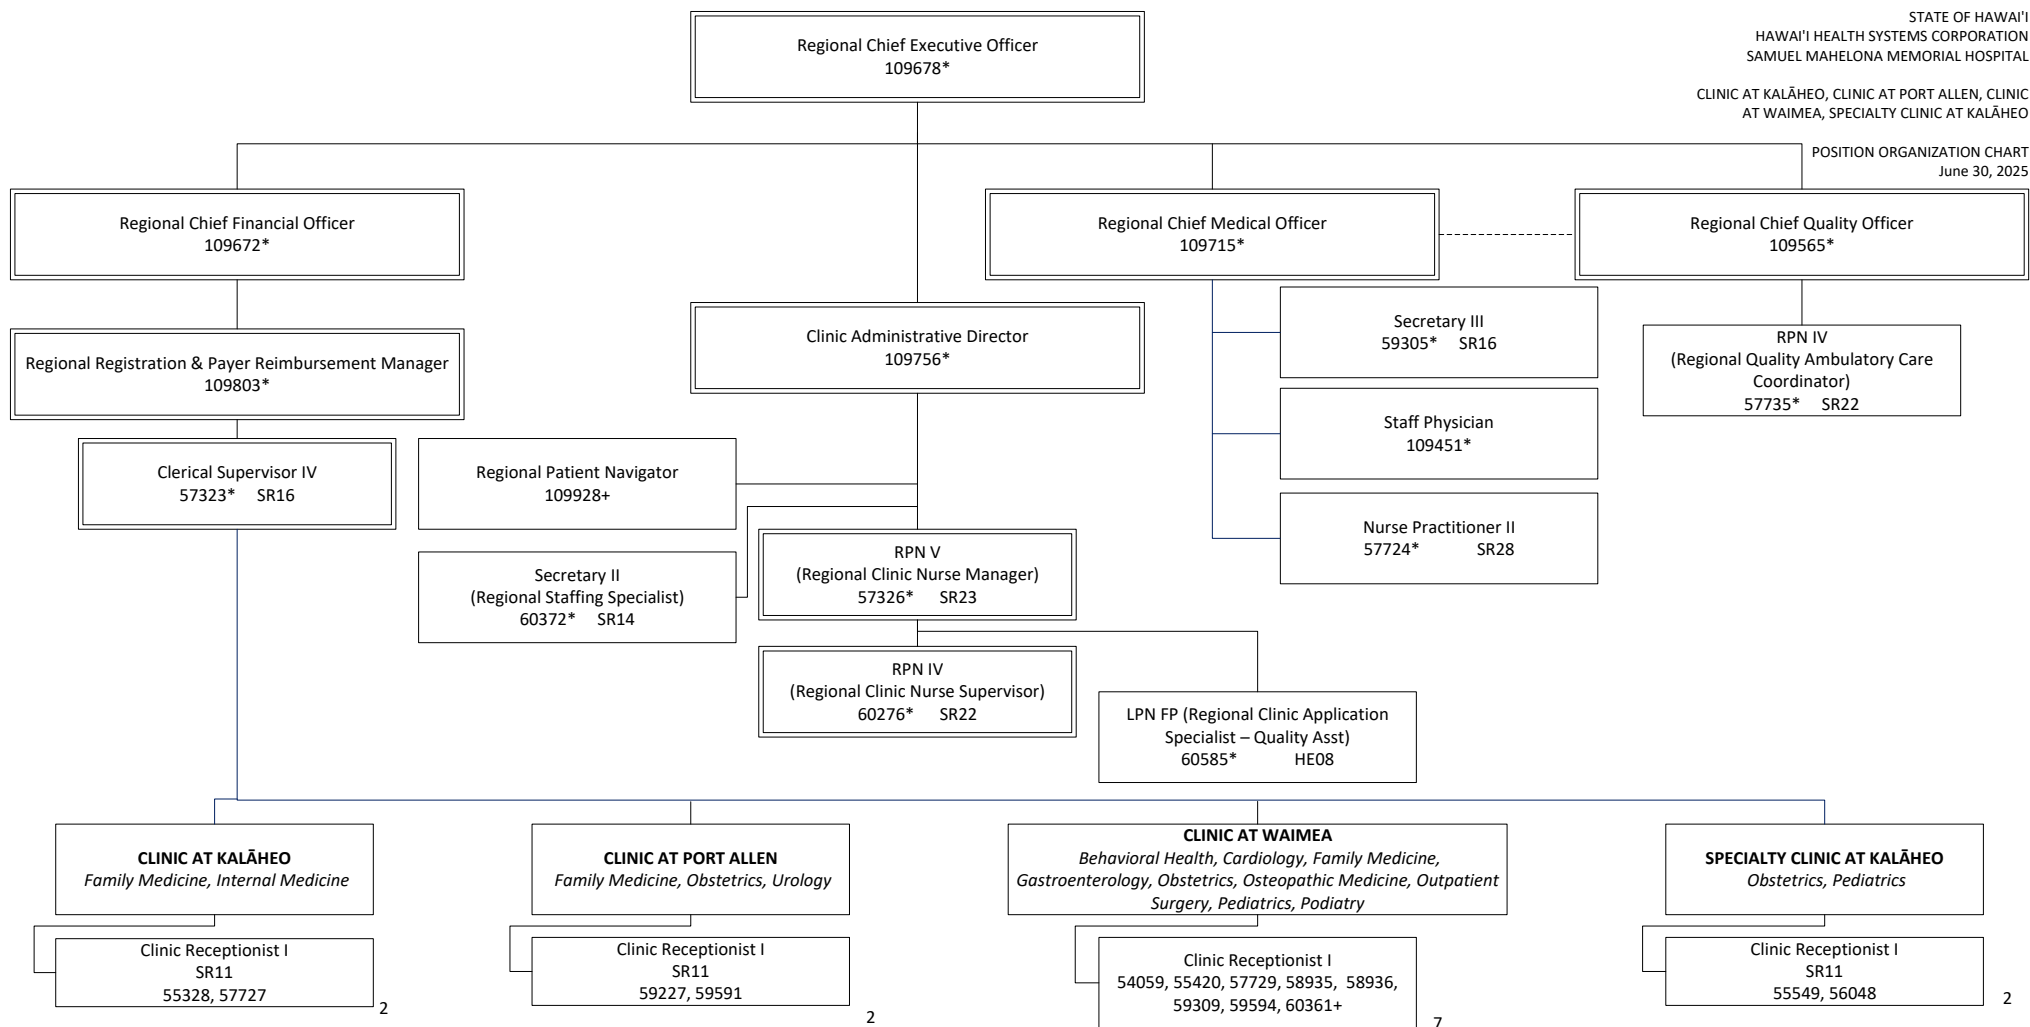 STATE OF HAWAI'I
HAWAI'I HEALTH SYSTEMS CORPORATION
SAMUEL MAHELONA MEMORIAL HOSPITAL
CLINIC AT KALĀHEO, CLINIC AT PORT ALLEN, CLINIC
AT WAIMEA, SPECIALTY CLINIC AT KALĀHEO
POSITION ORGANIZATION CHART
June 30, 2025
Regional Chief Executive Officer
109678*
Regional Chief Financial Officer
109672*
Regional Chief Medical Officer
109715*
Regional Chief Quality Officer
109565*
Regional Registration & Payer Reimbursement Manager
109803*
Clinic Administrative Director
109756*
Secretary III
59305* SR16
RPN IV
(Regional Quality Ambulatory Care
Coordinator)
57735* SR22
Staff Physician
109451*
Nurse Practitioner II
57724* SR28
Clerical Supervisor IV
57323* SR16
Regional Patient Navigator
109928+
Secretary II
(Regional Staffing Specialist)
60372* SR14
RPN V
(Regional Clinic Nurse Manager)
57326* SR23
RPN IV
(Regional Clinic Nurse Supervisor)
60276* SR22
LPN FP (Regional Clinic Application
Specialist – Quality Asst)
60585* HE08
CLINIC AT KALĀHEO
Family Medicine, Internal Medicine
Clinic Receptionist I
SR11
55328, 57727
2
CLINIC AT PORT ALLEN
Family Medicine, Obstetrics, Urology
Clinic Receptionist I
SR11
59227, 59591
2
CLINIC AT WAIMEA
Behavioral Health, Cardiology, Family Medicine,
Gastroenterology, Obstetrics, Osteopathic Medicine, Outpatient
Surgery, Pediatrics, Podiatry
Clinic Receptionist I
54059, 55420, 57729, 58935, 58936,
59309, 59594, 60361+
7
SPECIALTY CLINIC AT KALĀHEO
Obstetrics, Pediatrics
Clinic Receptionist I
SR11
55549, 56048
2